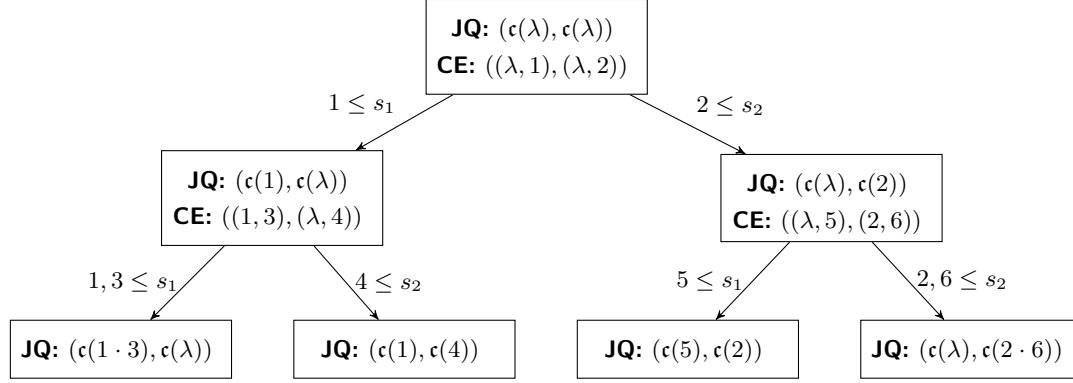 JQ: (𝔠(λ), 𝔠(λ))
CE: ((λ, 1), (λ, 2))
1 ≤ s₁
2 ≤ s₂
JQ: (𝔠(1), 𝔠(λ))
CE: ((1, 3), (λ, 4))
JQ: (𝔠(λ), 𝔠(2))
CE: ((λ, 5), (2, 6))
1, 3 ≤ s₁
4 ≤ s₂
5 ≤ s₁
2, 6 ≤ s₂
JQ: (𝔠(1 · 3), 𝔠(λ))
JQ: (𝔠(1), 𝔠(4))
JQ: (𝔠(5), 𝔠(2))
JQ: (𝔠(λ), 𝔠(2 · 6))